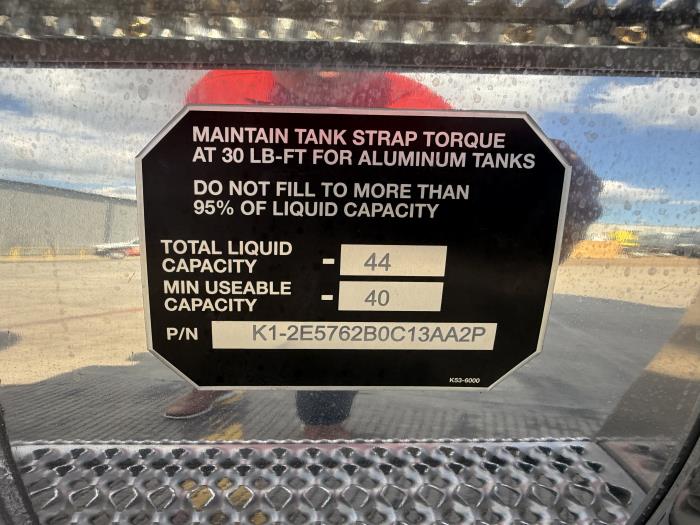 MAINTAIN TANK STRAP TORQUE
AT 30 LB-FT FOR ALUMINUM TANKS
DO NOT FILL TO MORE THAN
95% OF LIQUID CAPACITY
TOTAL LIQUID
CAPACITY - 44
MIN USEABLE
CAPACITY - 40
P/N K1-2E5762B0C13AA2P
K53-6000